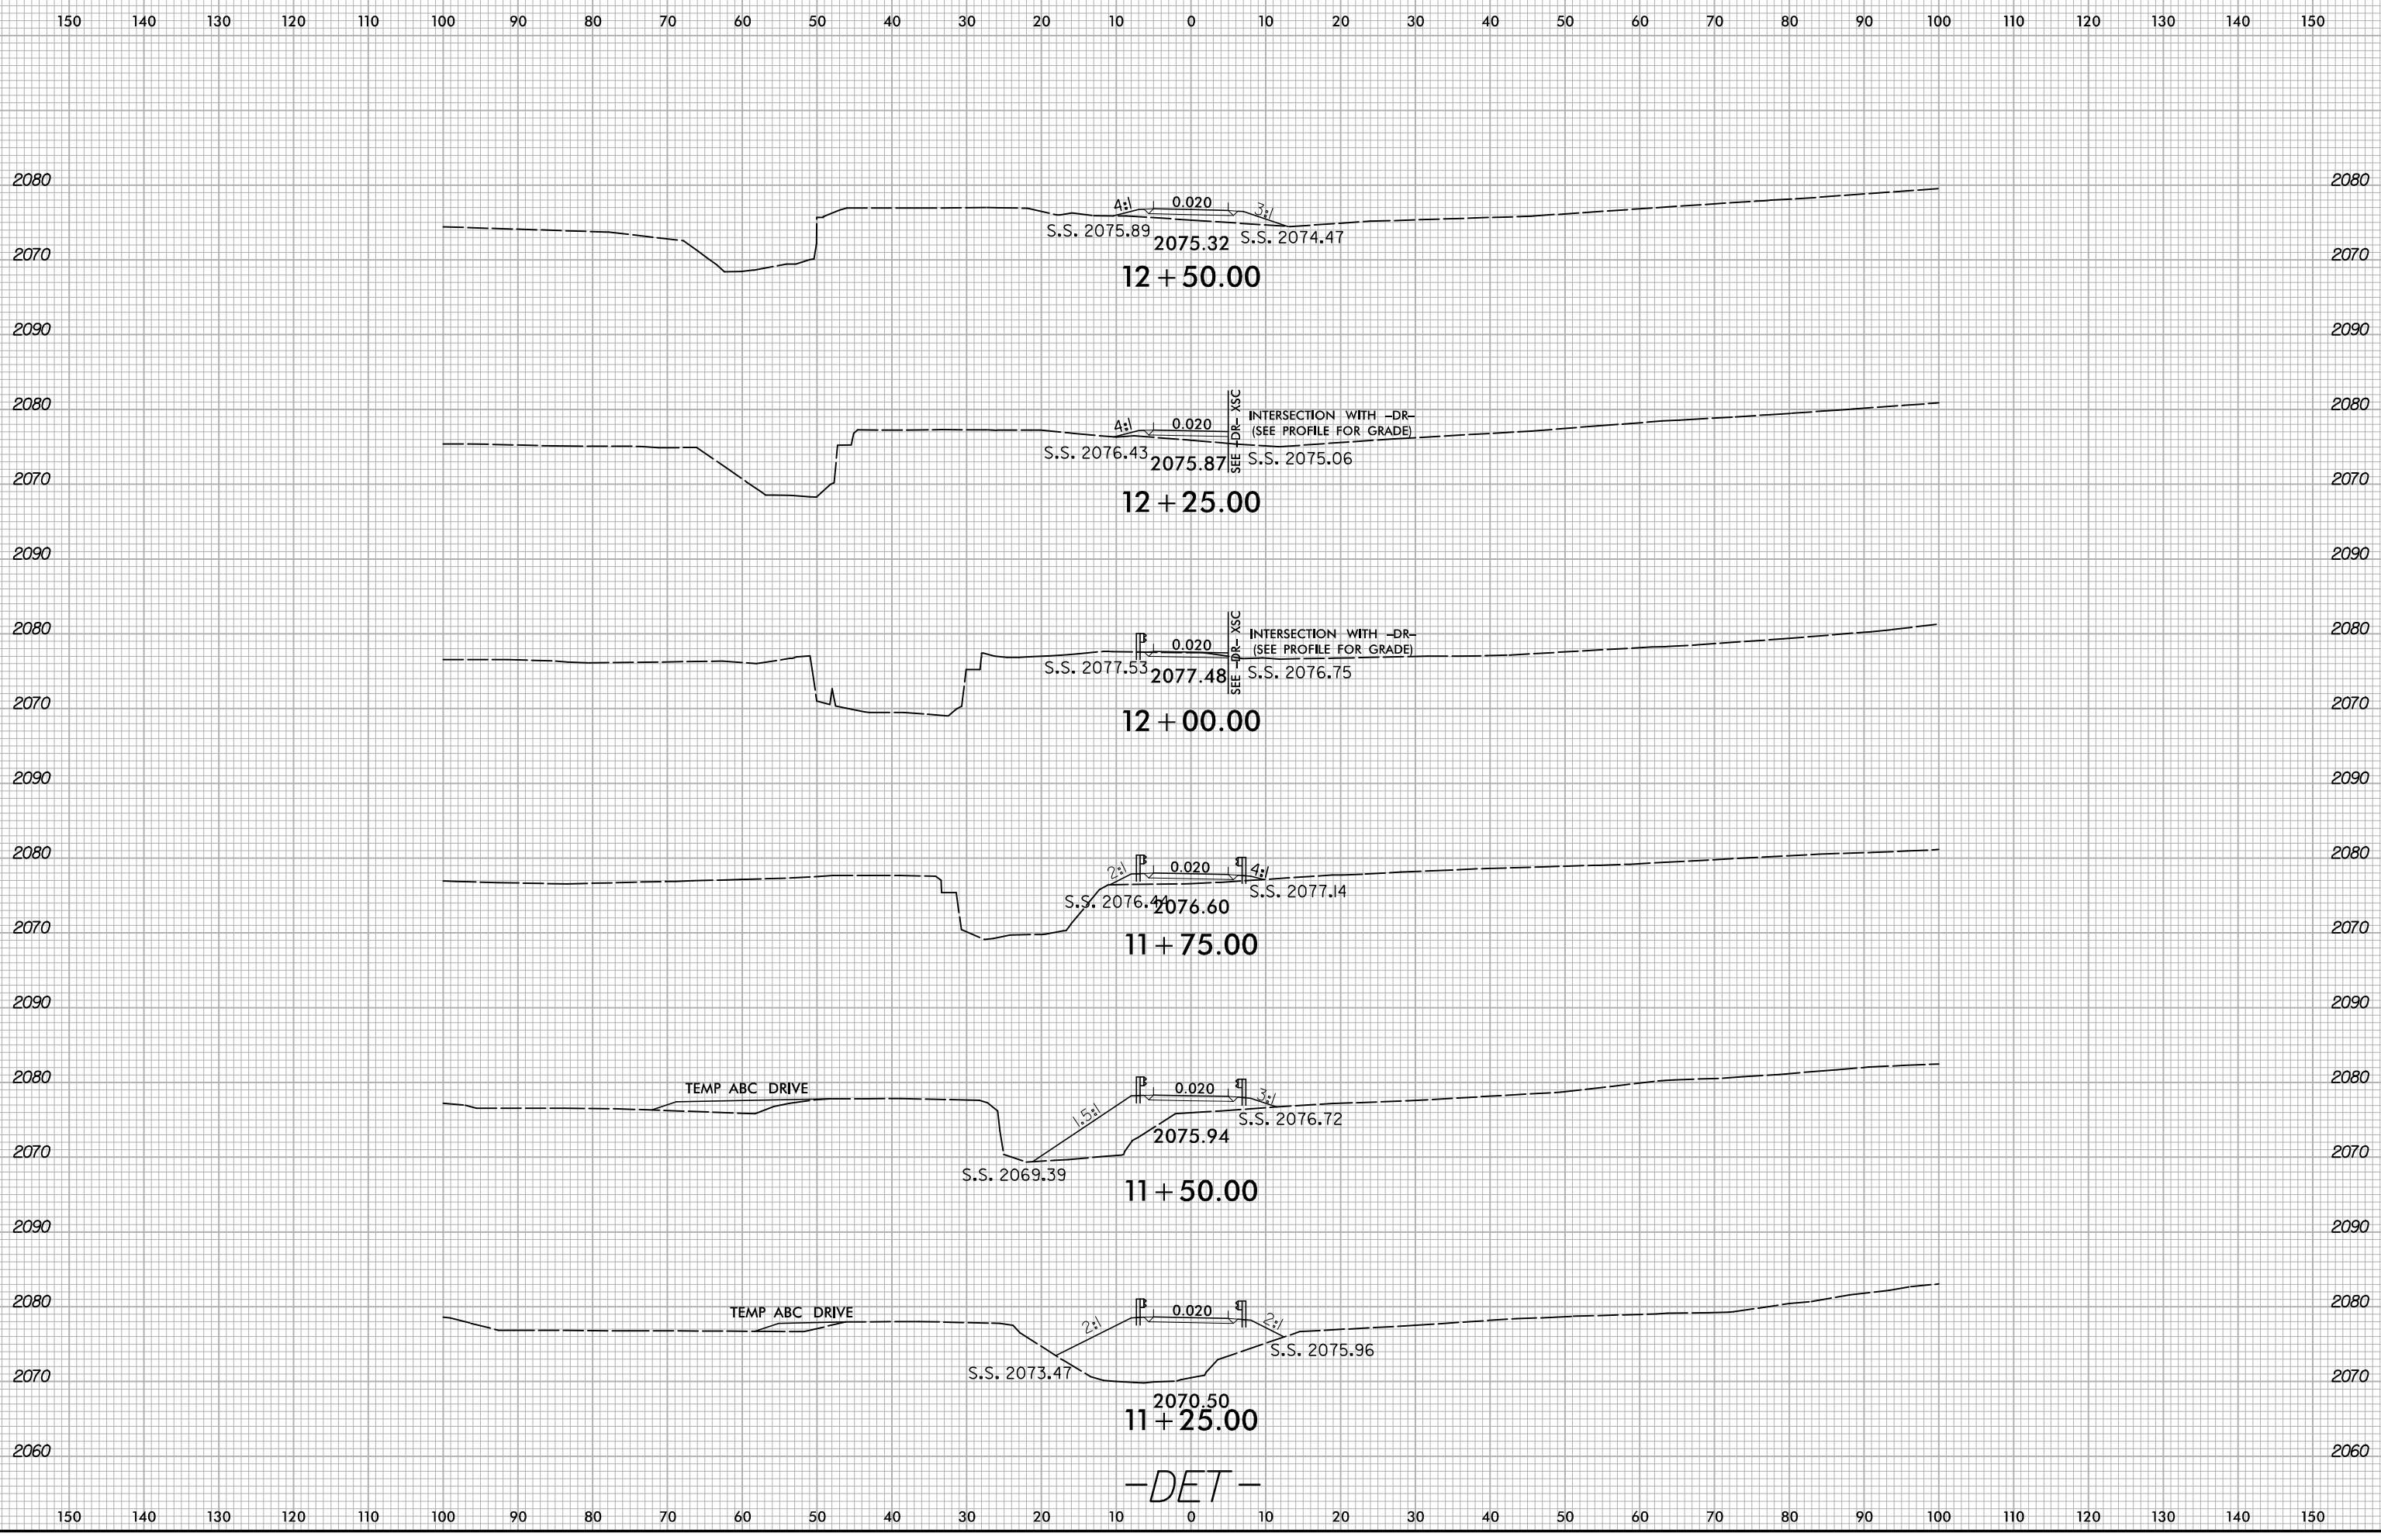 150 140 130 120 110 100 90 80 70 60 50 40 30 20 10 0 10 20 30 40 50 60 70 80 90 100 110 120 130 140 150
2080 4:1 0.020 3:1 2080
S.S. 2075.89 2075.32 S.S. 2074.47
2070 2070
12+50.00
2090 2090
2080 2080
4:1 0.020 SEE -DR- XSC INTERSECTION WITH -DR-
(SEE PROFILE FOR GRADE)
S.S. 2076.43 2075.87 S.S. 2075.06
2070 2070
12+25.00
2090 2090
2080 2080
0.020 SEE -DR- XSC INTERSECTION WITH -DR-
(SEE PROFILE FOR GRADE)
S.S. 2077.53 2077.48 S.S. 2076.75
2070 2070
12+00.00
2090 2090
2080 2080
2:1 0.020 4:1
S.S. 2076.44 2076.60 S.S. 2077.14
2070 2070
11+75.00
2090 2090
2080 2080
TEMP ABC DRIVE 0.020 3:1
1.5:1
S.S. 2076.72
2075.94
2070 2070
S.S. 2069.39
11+50.00
2090 2090
2080 2080
TEMP ABC DRIVE 2:1 0.020 2:1
S.S. 2075.96
S.S. 2073.47
2070 2070
2070.50
11+25.00
2060 2060
-DET-
150 140 130 120 110 100 90 80 70 60 50 40 30 20 10 0 10 20 30 40 50 60 70 80 90 100 110 120 130 140 150